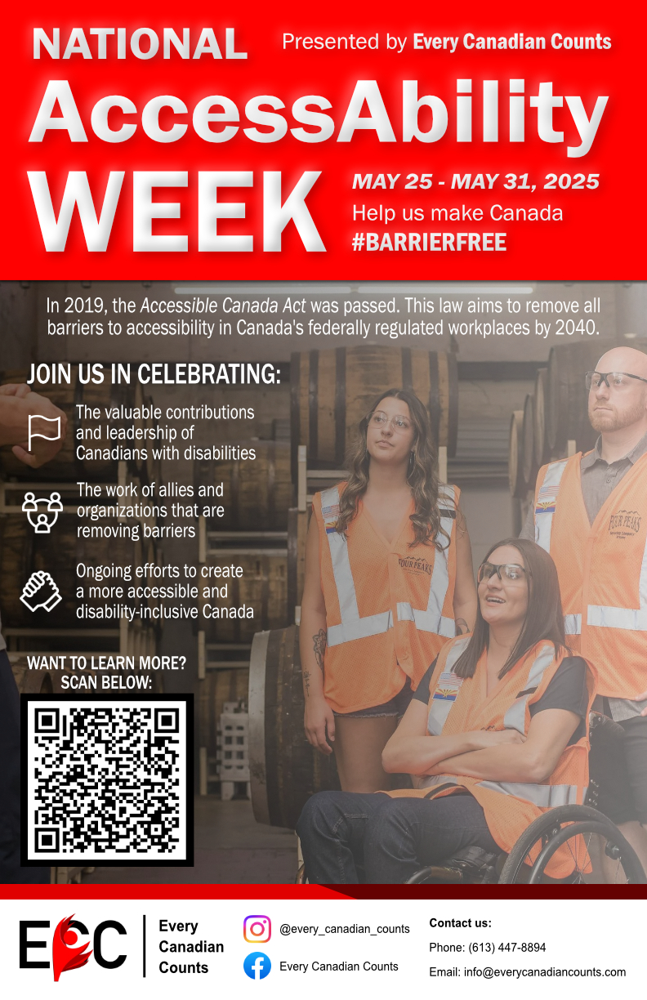 NATIONAL
Presented by Every Canadian Counts
AccessAbility
WEEK
MAY 25 - MAY 31, 2025
Help us make Canada
#BARRIERFREE
In 2019, the Accessible Canada Act was passed. This law aims to remove all
barriers to accessibility in Canada's federally regulated workplaces by 2040.
JOIN US IN CELEBRATING:
The valuable contributions
and leadership of
Canadians with disabilities
The work of allies and
organizations that are
removing barriers
Ongoing efforts to create
a more accessible and
disability-inclusive Canada
FOUR PEAKS
FOUR PEAKS
WANT TO LEARN MORE?
SCAN BELOW:
ECC
Every
Canadian
Counts
@every_canadian_counts
Every Canadian Counts
Contact us:
Phone: (613) 447-8894
Email: info@everycanadiancounts.com